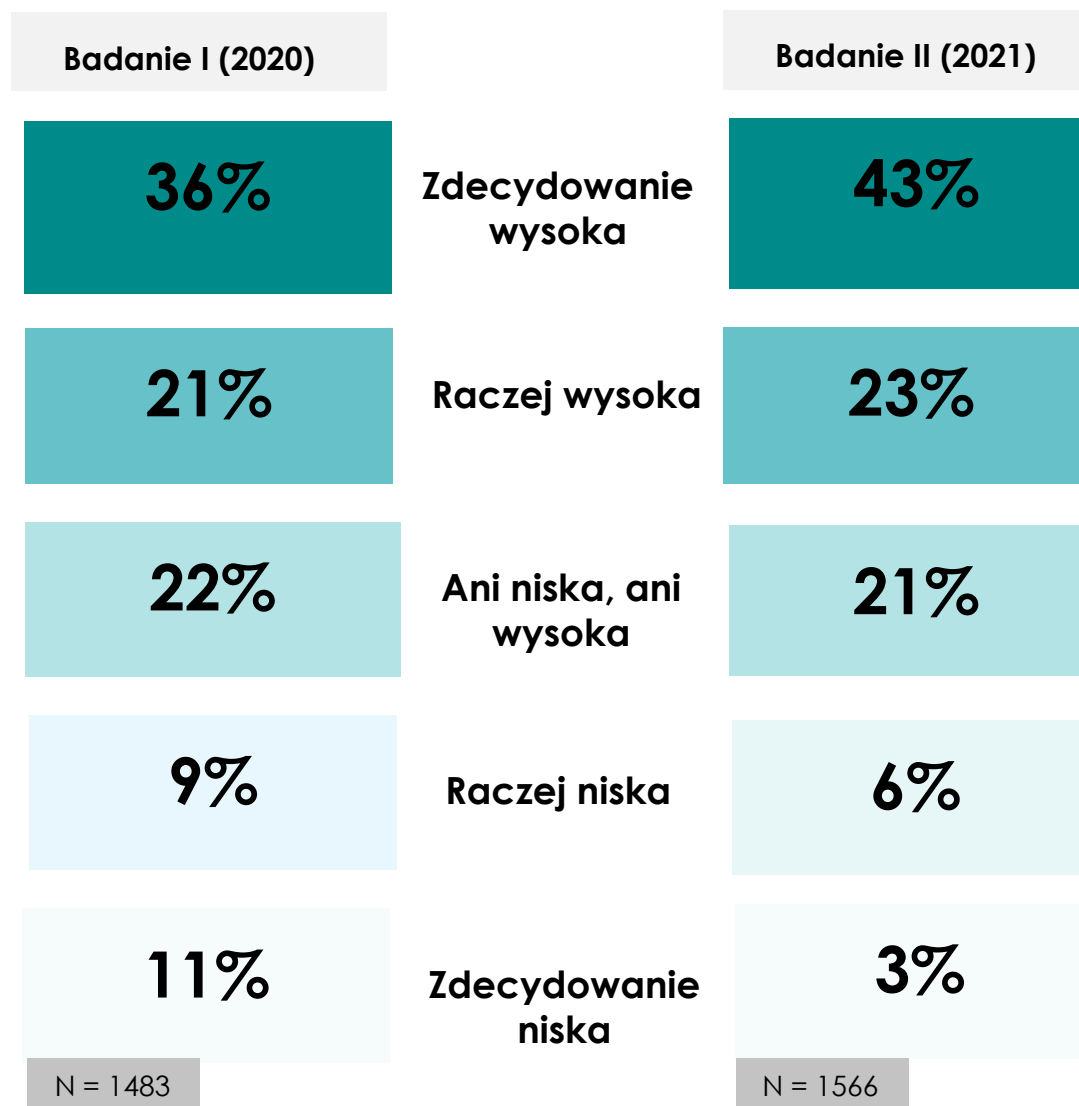 Badanie I (2020)
Badanie II (2021)
36%
Zdecydowanie
wysoka
43%
21%
Raczej wysoka
23%
22%
Ani niska, ani
wysoka
21%
9%
Raczej niska
6%
11%
Zdecydowanie
niska
3%
N = 1483
N = 1566